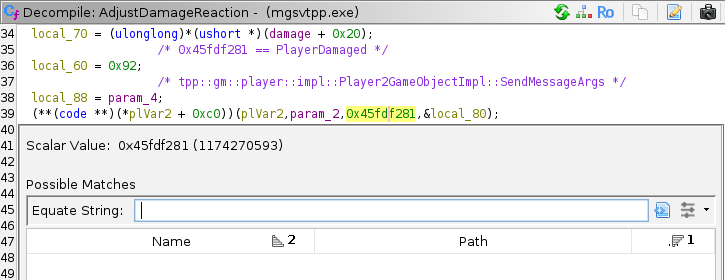 Decompile: AdjustDamageReaction - (mgsvtpp.exe)
Ro
34 local_70 = (ulonglong)*(ushort *)(damage + 0x20);
35 /* 0x45fdf281 == PlayerDamaged */
36 local_60 = 0x92;
37 /* tpp::gm::player::impl::Player2GameObjectImpl::SendMessageArgs */
38 local_88 = param_4;
39 (**(code **)(*plVar2 + 0xc0))(plVar2,param_2,0x45fdf281,&local_80);
40
41 Scalar Value: 0x45fdf281 (1174270593)
42
43
44 Possible Matches
45 Equate String:
46
47 Name 2 Path 1
48
49